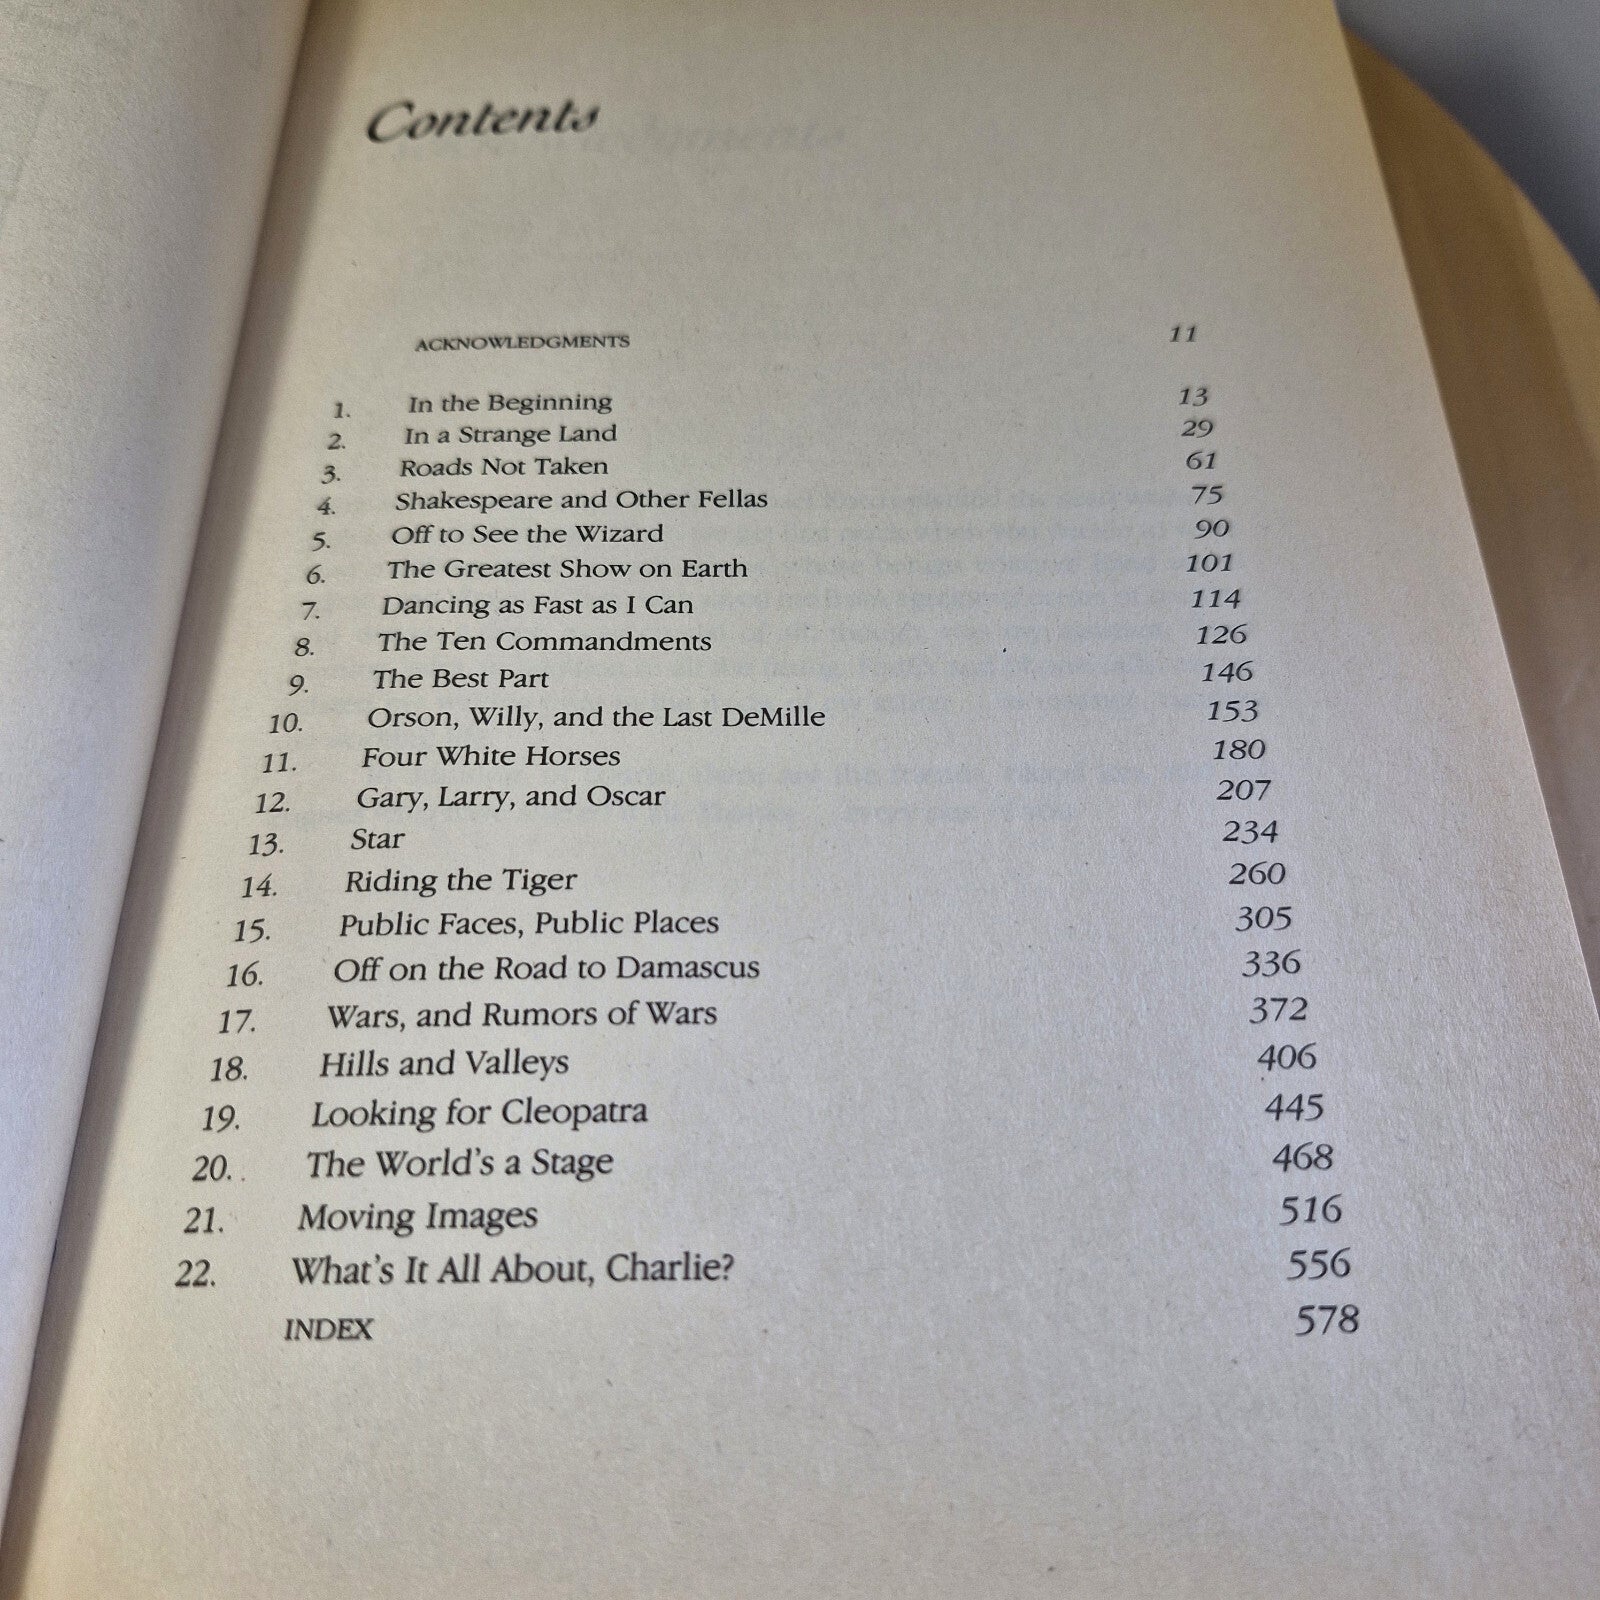 Contents
ACKNOWLEDGMENTS 11
1. In the Beginning 13
2. In a Strange Land 29
3. Roads Not Taken 61
4. Shakespeare and Other Fellas 75
5. Off to See the Wizard 90
6. The Greatest Show on Earth 101
7. Dancing as Fast as I Can 114
8. The Ten Commandments 126
9. The Best Part 146
10. Orson, Willy, and the Last DeMille 153
11. Four White Horses 180
12. Gary, Larry, and Oscar 207
13. Star 234
14. Riding the Tiger 260
15. Public Faces, Public Places 305
16. Off on the Road to Damascus 336
17. Wars, and Rumors of Wars 372
18. Hills and Valleys 406
19. Looking for Cleopatra 445
20. The World's a Stage 468
21. Moving Images 516
22. What's It All About, Charlie? 556
INDEX 578